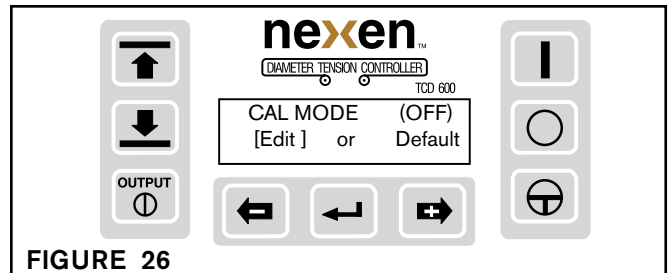 nexen™
DIAMETER TENSION CONTROLLER
TCD 600
CAL MODE (OFF)
[Edit ] or Default
OUTPUT
FIGURE 26